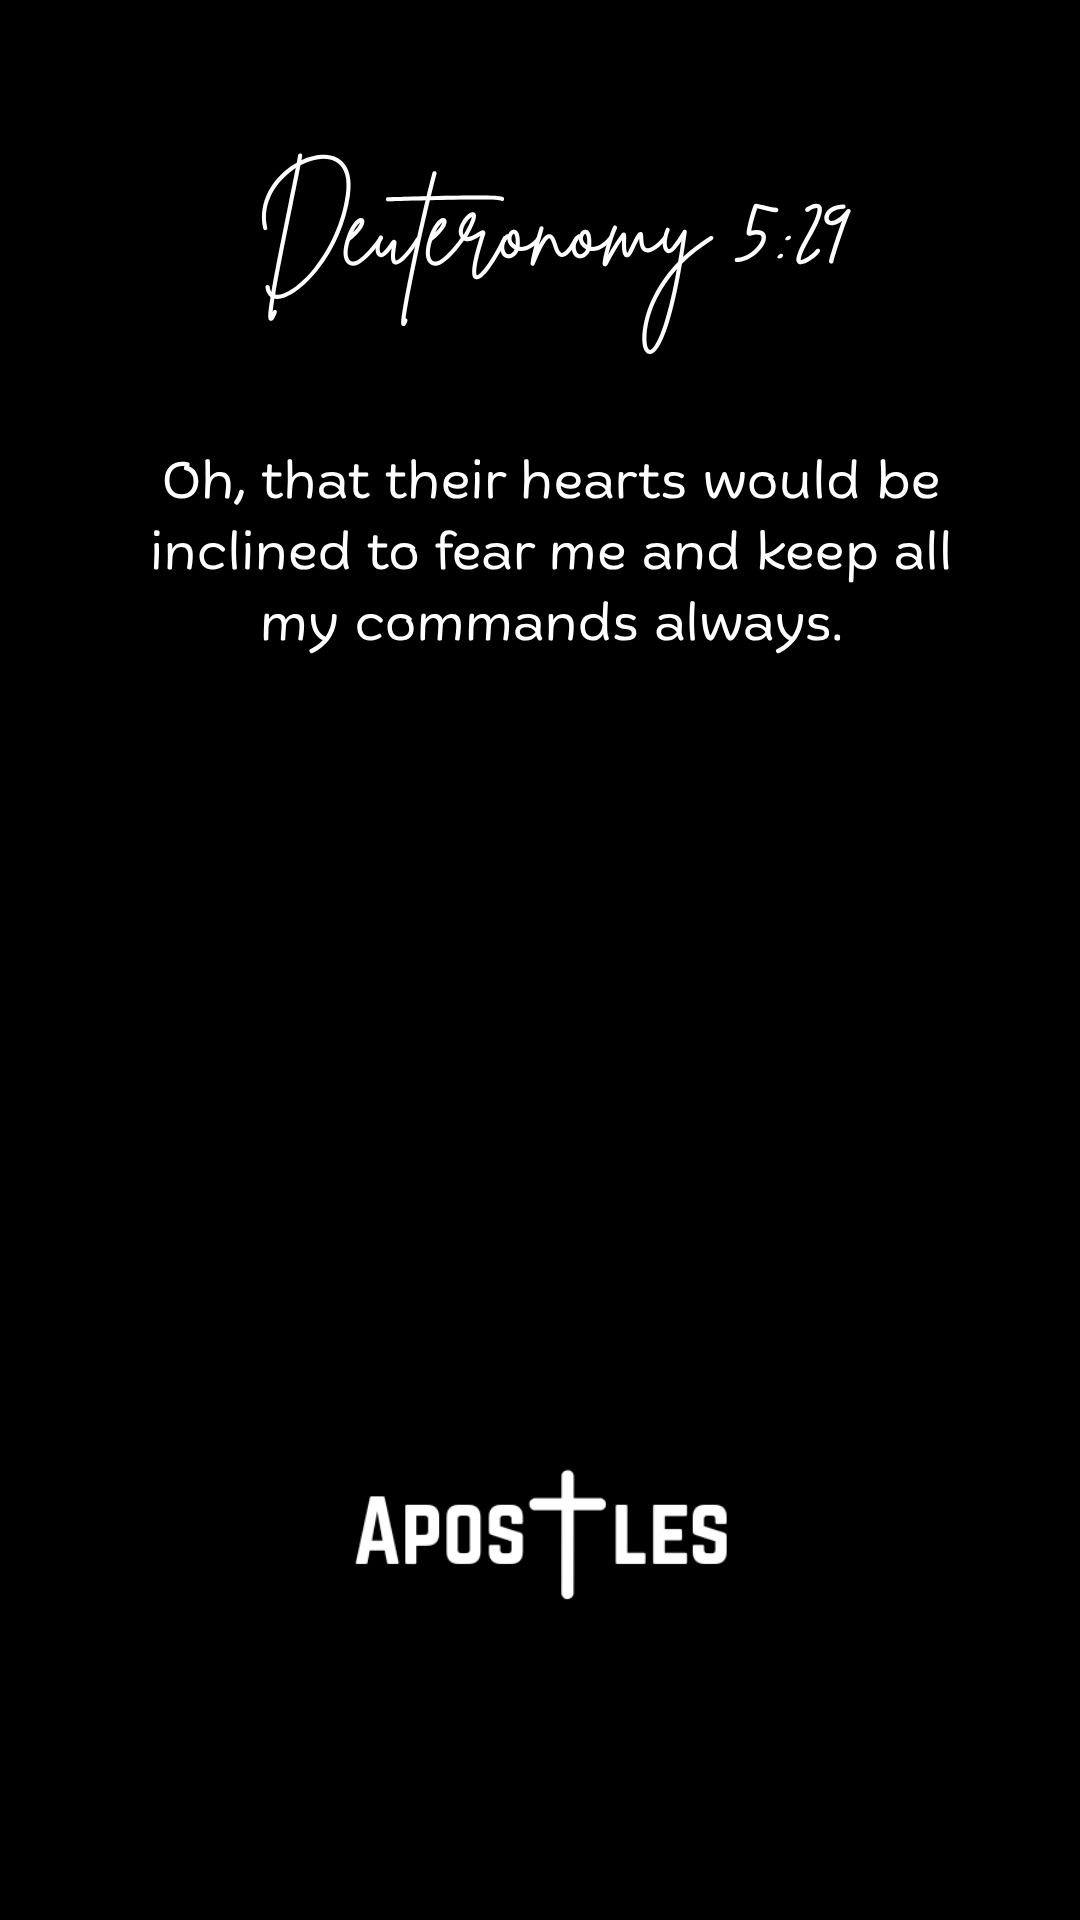 Deuteronomy 5:29
Oh, that their hearts would be
inclined to fear me and keep all
my commands always.
APOSTLES